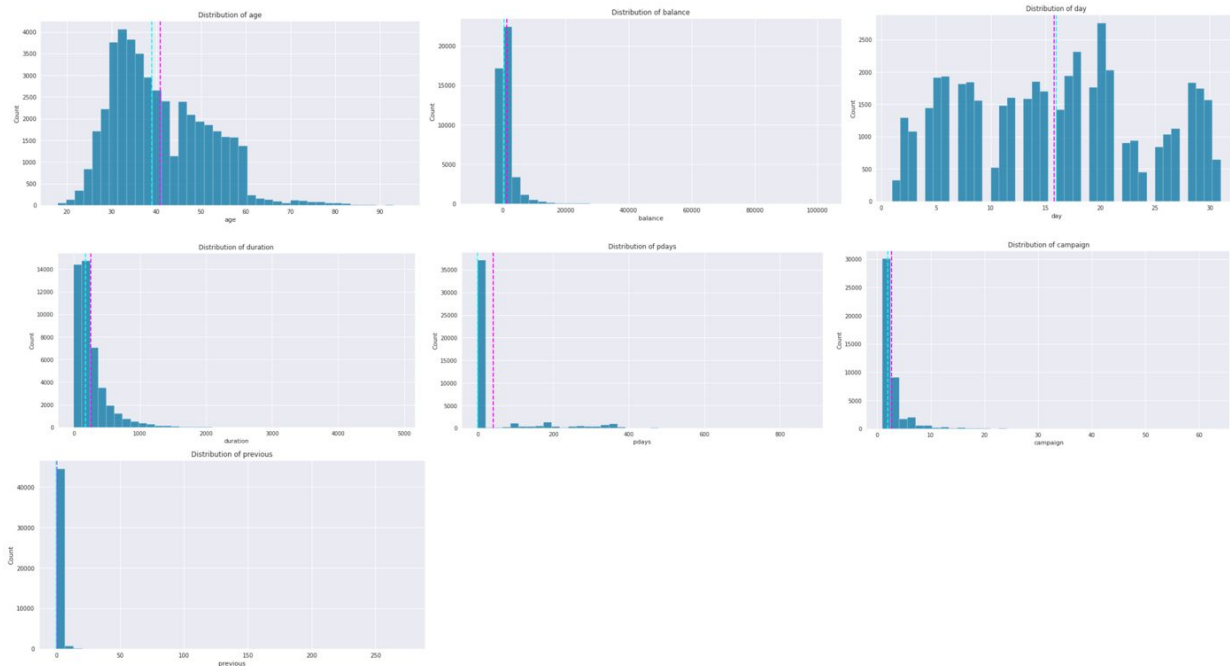 Distribution of age
4000
3500
3000
2500
2000
1500
1000
500
0
Count
20 30 40 50 60 70 80 90
age
Distribution of balance
20000
15000
10000
5000
0
Count
0 20000 40000 60000 80000 100000
balance
Distribution of day
2500
2000
1500
1000
500
0
Count
0 5 10 15 20 25 30
day
Distribution of duration
14000
12000
10000
8000
6000
4000
2000
0
Count
0 1000 2000 3000 4000 5000
duration
Distribution of pdays
35000
30000
25000
20000
15000
10000
5000
0
Count
0 200 400 600 800
pdays
Distribution of campaign
30000
25000
20000
15000
10000
5000
0
Count
0 10 20 30 40 50 60
campaign
Distribution of previous
40000
30000
20000
10000
0
Count
0 50 100 150 200 250
previous